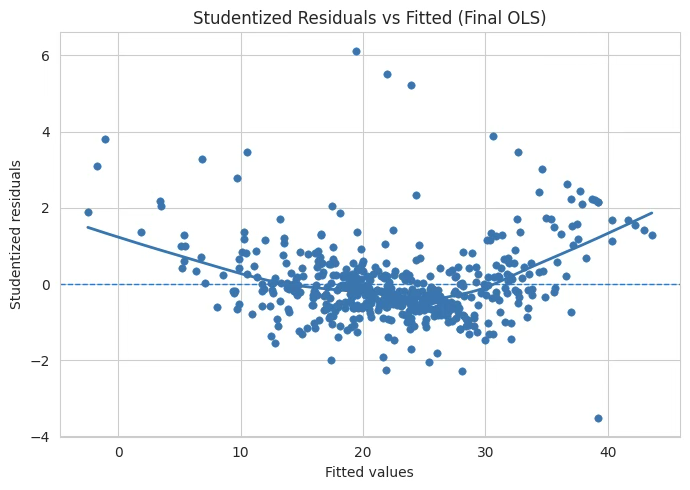 Studentized Residuals vs Fitted (Final OLS)
Studentized residuals
6
4
2
0
−2
−4
0 10 20 30 40
Fitted values